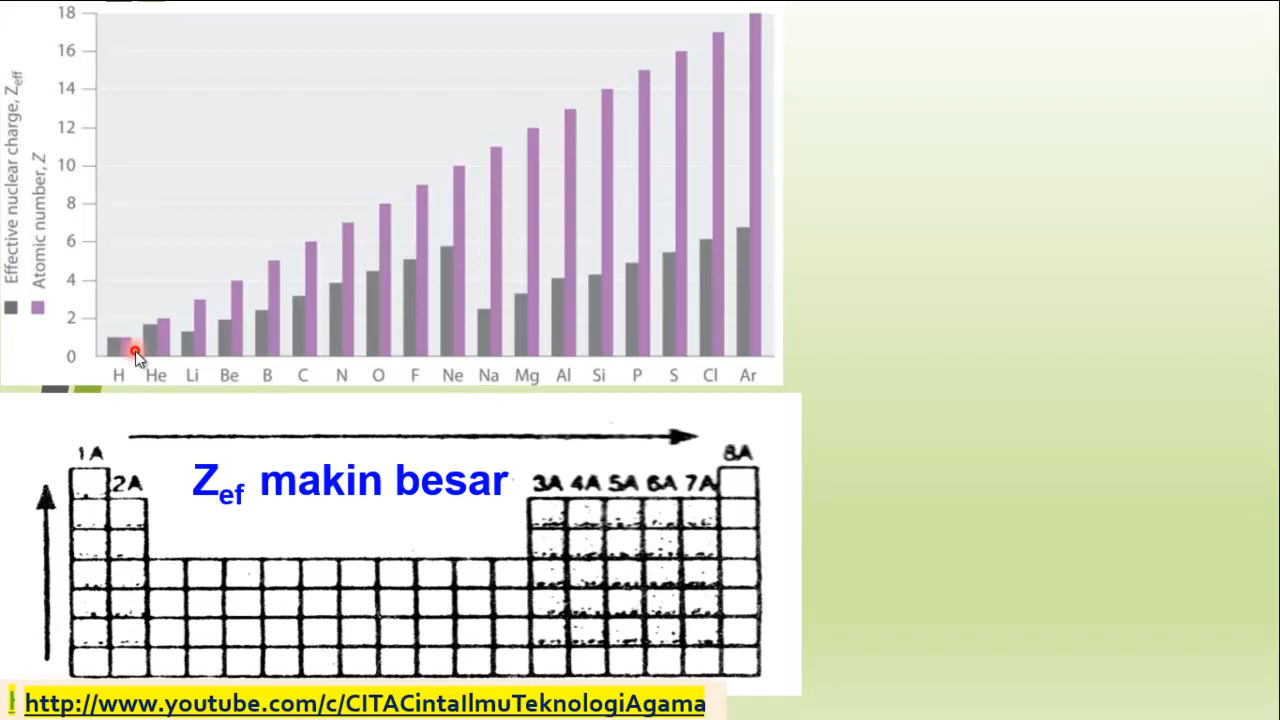 18
16
14
12
10
8
6
4
2
0
Effective nuclear charge, Zeff
Atomic number, Z
H He Li Be B C N O F Ne Na Mg Al Si P S Cl Ar
1A
8A
2A
Zef makin besar
3A 4A 5A 6A 7A
http://www.youtube.com/c/CITACintaIlmuTeknologiAgama